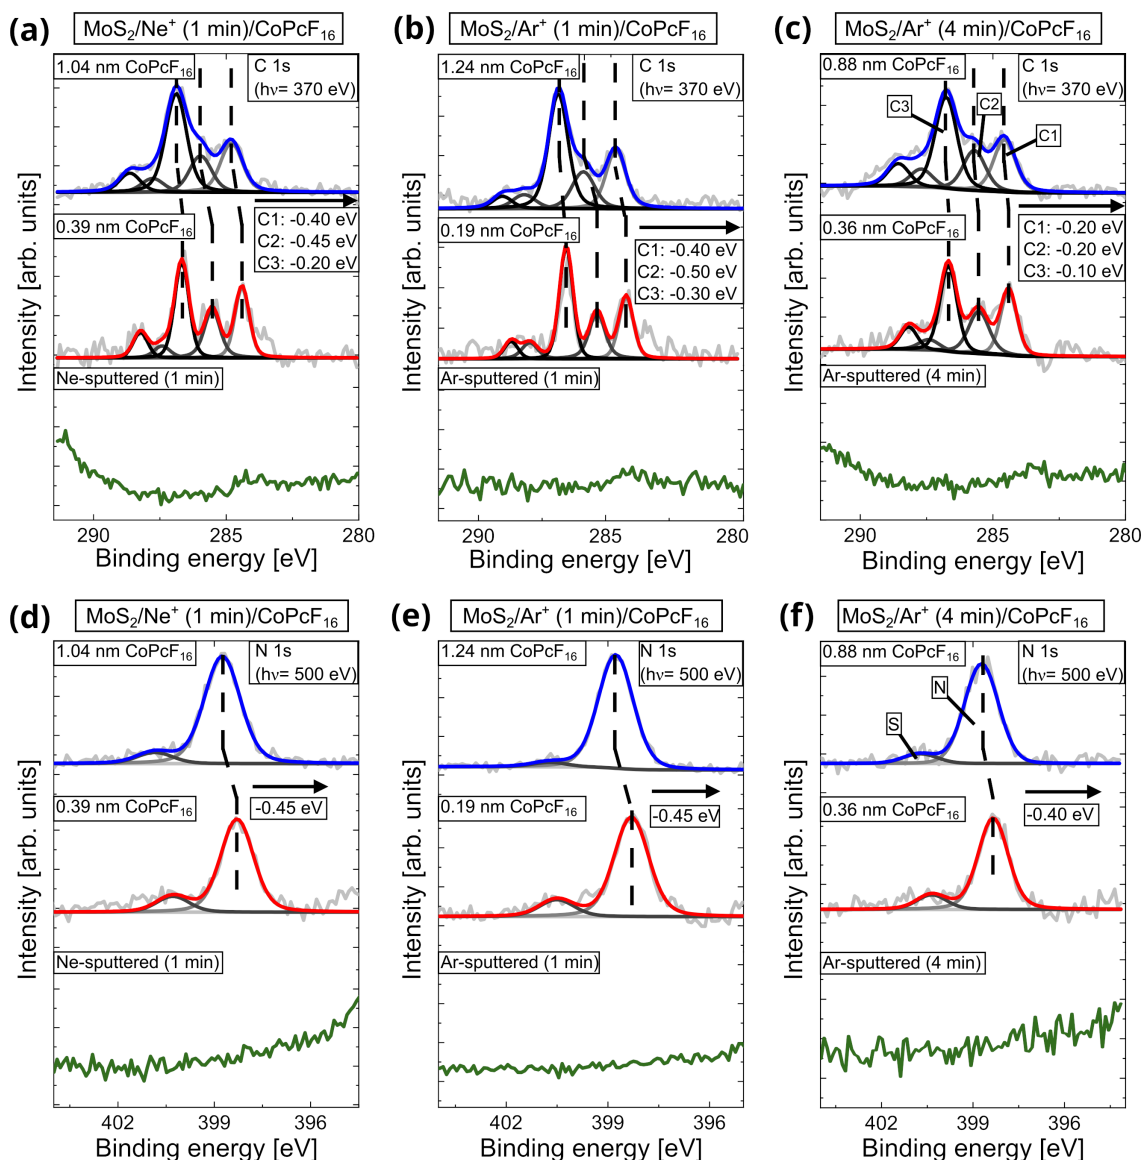 (a) MoS₂/Ne⁺ (1 min)/CoPcF₁₆
1.04 nm CoPcF₁₆
C 1s
(hν= 370 eV)
C1: -0.40 eV
C2: -0.45 eV
C3: -0.20 eV
0.39 nm CoPcF₁₆
Ne-sputtered (1 min)
Intensity [arb. units]
290 285 280
Binding energy [eV]
(b) MoS₂/Ar⁺ (1 min)/CoPcF₁₆
1.24 nm CoPcF₁₆
C 1s
(hν= 370 eV)
0.19 nm CoPcF₁₆
C1: -0.40 eV
C2: -0.50 eV
C3: -0.30 eV
Ar-sputtered (1 min)
Intensity [arb. units]
290 285 280
Binding energy [eV]
(c) MoS₂/Ar⁺ (4 min)/CoPcF₁₆
0.88 nm CoPcF₁₆
C 1s
(hν= 370 eV)
C3
C2
C1
0.36 nm CoPcF₁₆
C1: -0.20 eV
C2: -0.20 eV
C3: -0.10 eV
Ar-sputtered (4 min)
Intensity [arb. units]
290 285 280
Binding energy [eV]
(d) MoS₂/Ne⁺ (1 min)/CoPcF₁₆
1.04 nm CoPcF₁₆
N 1s
(hν= 500 eV)
0.39 nm CoPcF₁₆
-0.45 eV
Ne-sputtered (1 min)
Intensity [arb. units]
402 399 396
Binding energy [eV]
(e) MoS₂/Ar⁺ (1 min)/CoPcF₁₆
1.24 nm CoPcF₁₆
N 1s
(hν= 500 eV)
0.19 nm CoPcF₁₆
-0.45 eV
Ar-sputtered (1 min)
Intensity [arb. units]
402 399 396
Binding energy [eV]
(f) MoS₂/Ar⁺ (4 min)/CoPcF₁₆
0.88 nm CoPcF₁₆
N 1s
(hν= 500 eV)
N
S
0.36 nm CoPcF₁₆
-0.40 eV
Ar-sputtered (4 min)
Intensity [arb. units]
402 399 396
Binding energy [eV]